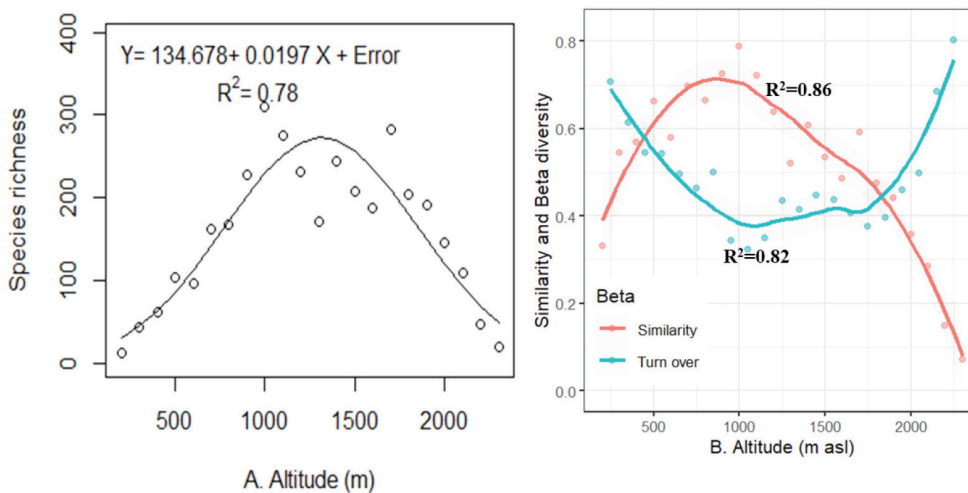 Y= 134.678+ 0.0197 X + Error
R²= 0.78
Species richness
400
300
200
100
0
500
1000
1500
2000
A. Altitude (m)
Similarity and Beta diversity
0.8
0.6
0.4
0.2
0.0
R²=0.86
R²=0.82
Beta
Similarity
Turn over
500
1000
1500
2000
B. Altitude (m asl)